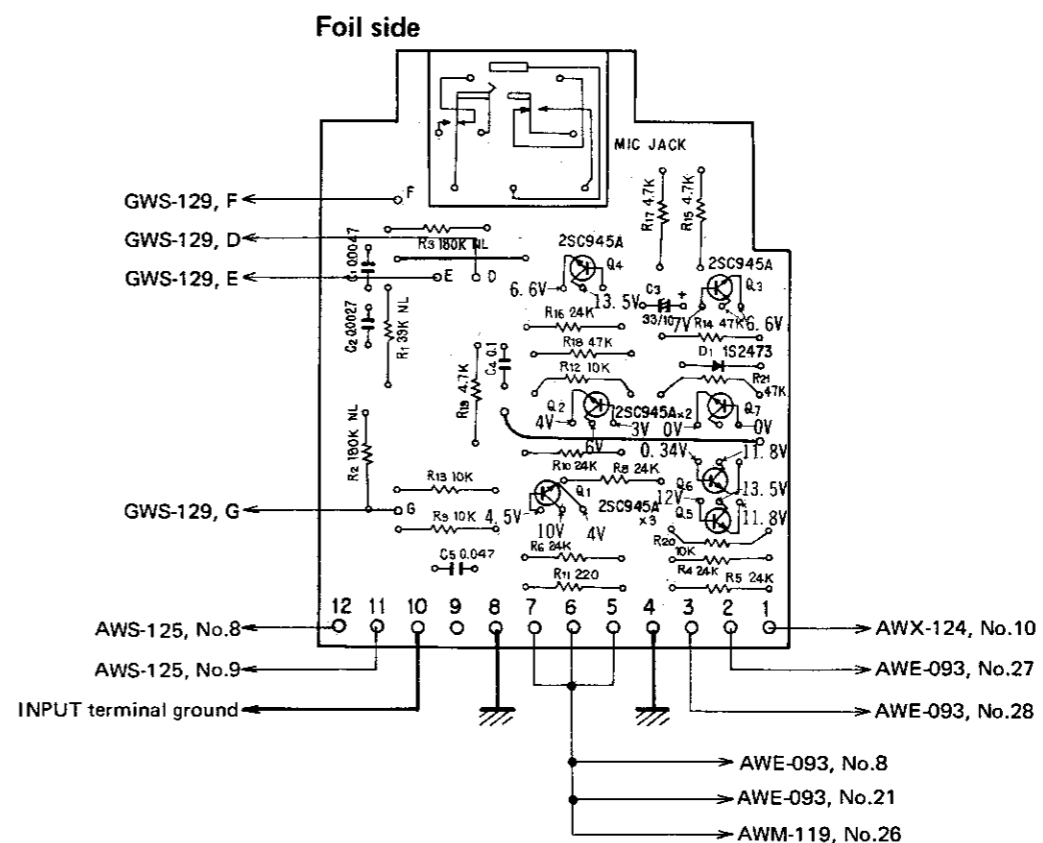 Foil side
MIC JACK
GWS-129, F
F
R17 4.7K
R15 4.7K
GWS-129, D
R3 180K NL
2SC945A
Q4
2SC945A
Q3
C1 0.0047
GWS-129, E
E
D
6.6V
13.5V
C3
+
33/10
7V
6.6V
R14 47K
C2 0.0027
R1 39K NL
R16 24K
R18 47K
D1 1S2473
C4 0.1
R12 10K
R21
47K
R19 4.7K
Q2
2SC945A×2
Q7
4V
3V
0V
0V
6V
0.34V
11.8V
R2 180K NL
R10 24K
R8 24K
R13 10K
Q1
Q6
12V
13.5V
GWS-129, G
G
4.5V
10V
4V
2SC945A
×3
Q5
11.8V
R9 10K
R20
10K
C5 0.047
R6 24K
R4 24K
R11 220
R5 24K
12 11 10 9 8 7 6 5 4 3 2 1
AWS-125, No.8
AWX-124, No.10
AWS-125, No.9
AWE-093, No.27
INPUT terminal ground
AWE-093, No.28
AWE-093, No.8
AWE-093, No.21
AWM-119, No.26